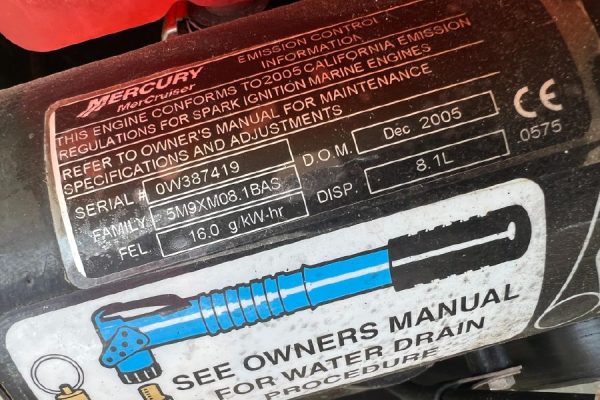 MERCURY
MerCruiser
EMISSION CONTROL
INFORMATION
THIS ENGINE CONFORMS TO 2005 CALIFORNIA EMISSION
REGULATIONS FOR SPARK IGNITION MARINE ENGINES
REFER TO OWNER'S MANUAL FOR MAINTENANCE
SPECIFICATIONS AND ADJUSTMENTS
SERIAL # 0W337419 D.O.M. Dec 2005
FAMILY 5M9XM08.1BAS DISP. 8.1L
FEL. 16.0 g/kW-hr
CE
0575
SEE OWNERS MANUAL
FOR WATER DRAIN
PROCEDURE